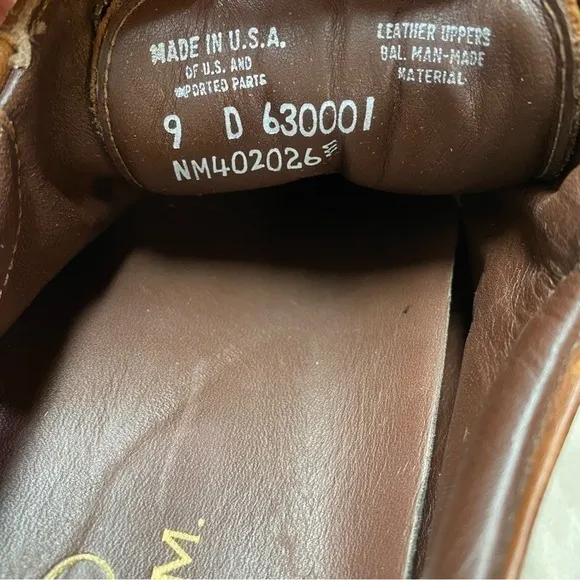 MADE IN U.S.A.
OF U.S. AND
IMPORTED PARTS
LEATHER UPPERS
BAL. MAN-MADE
MATERIAL
9 D 630001
NM402026
M.